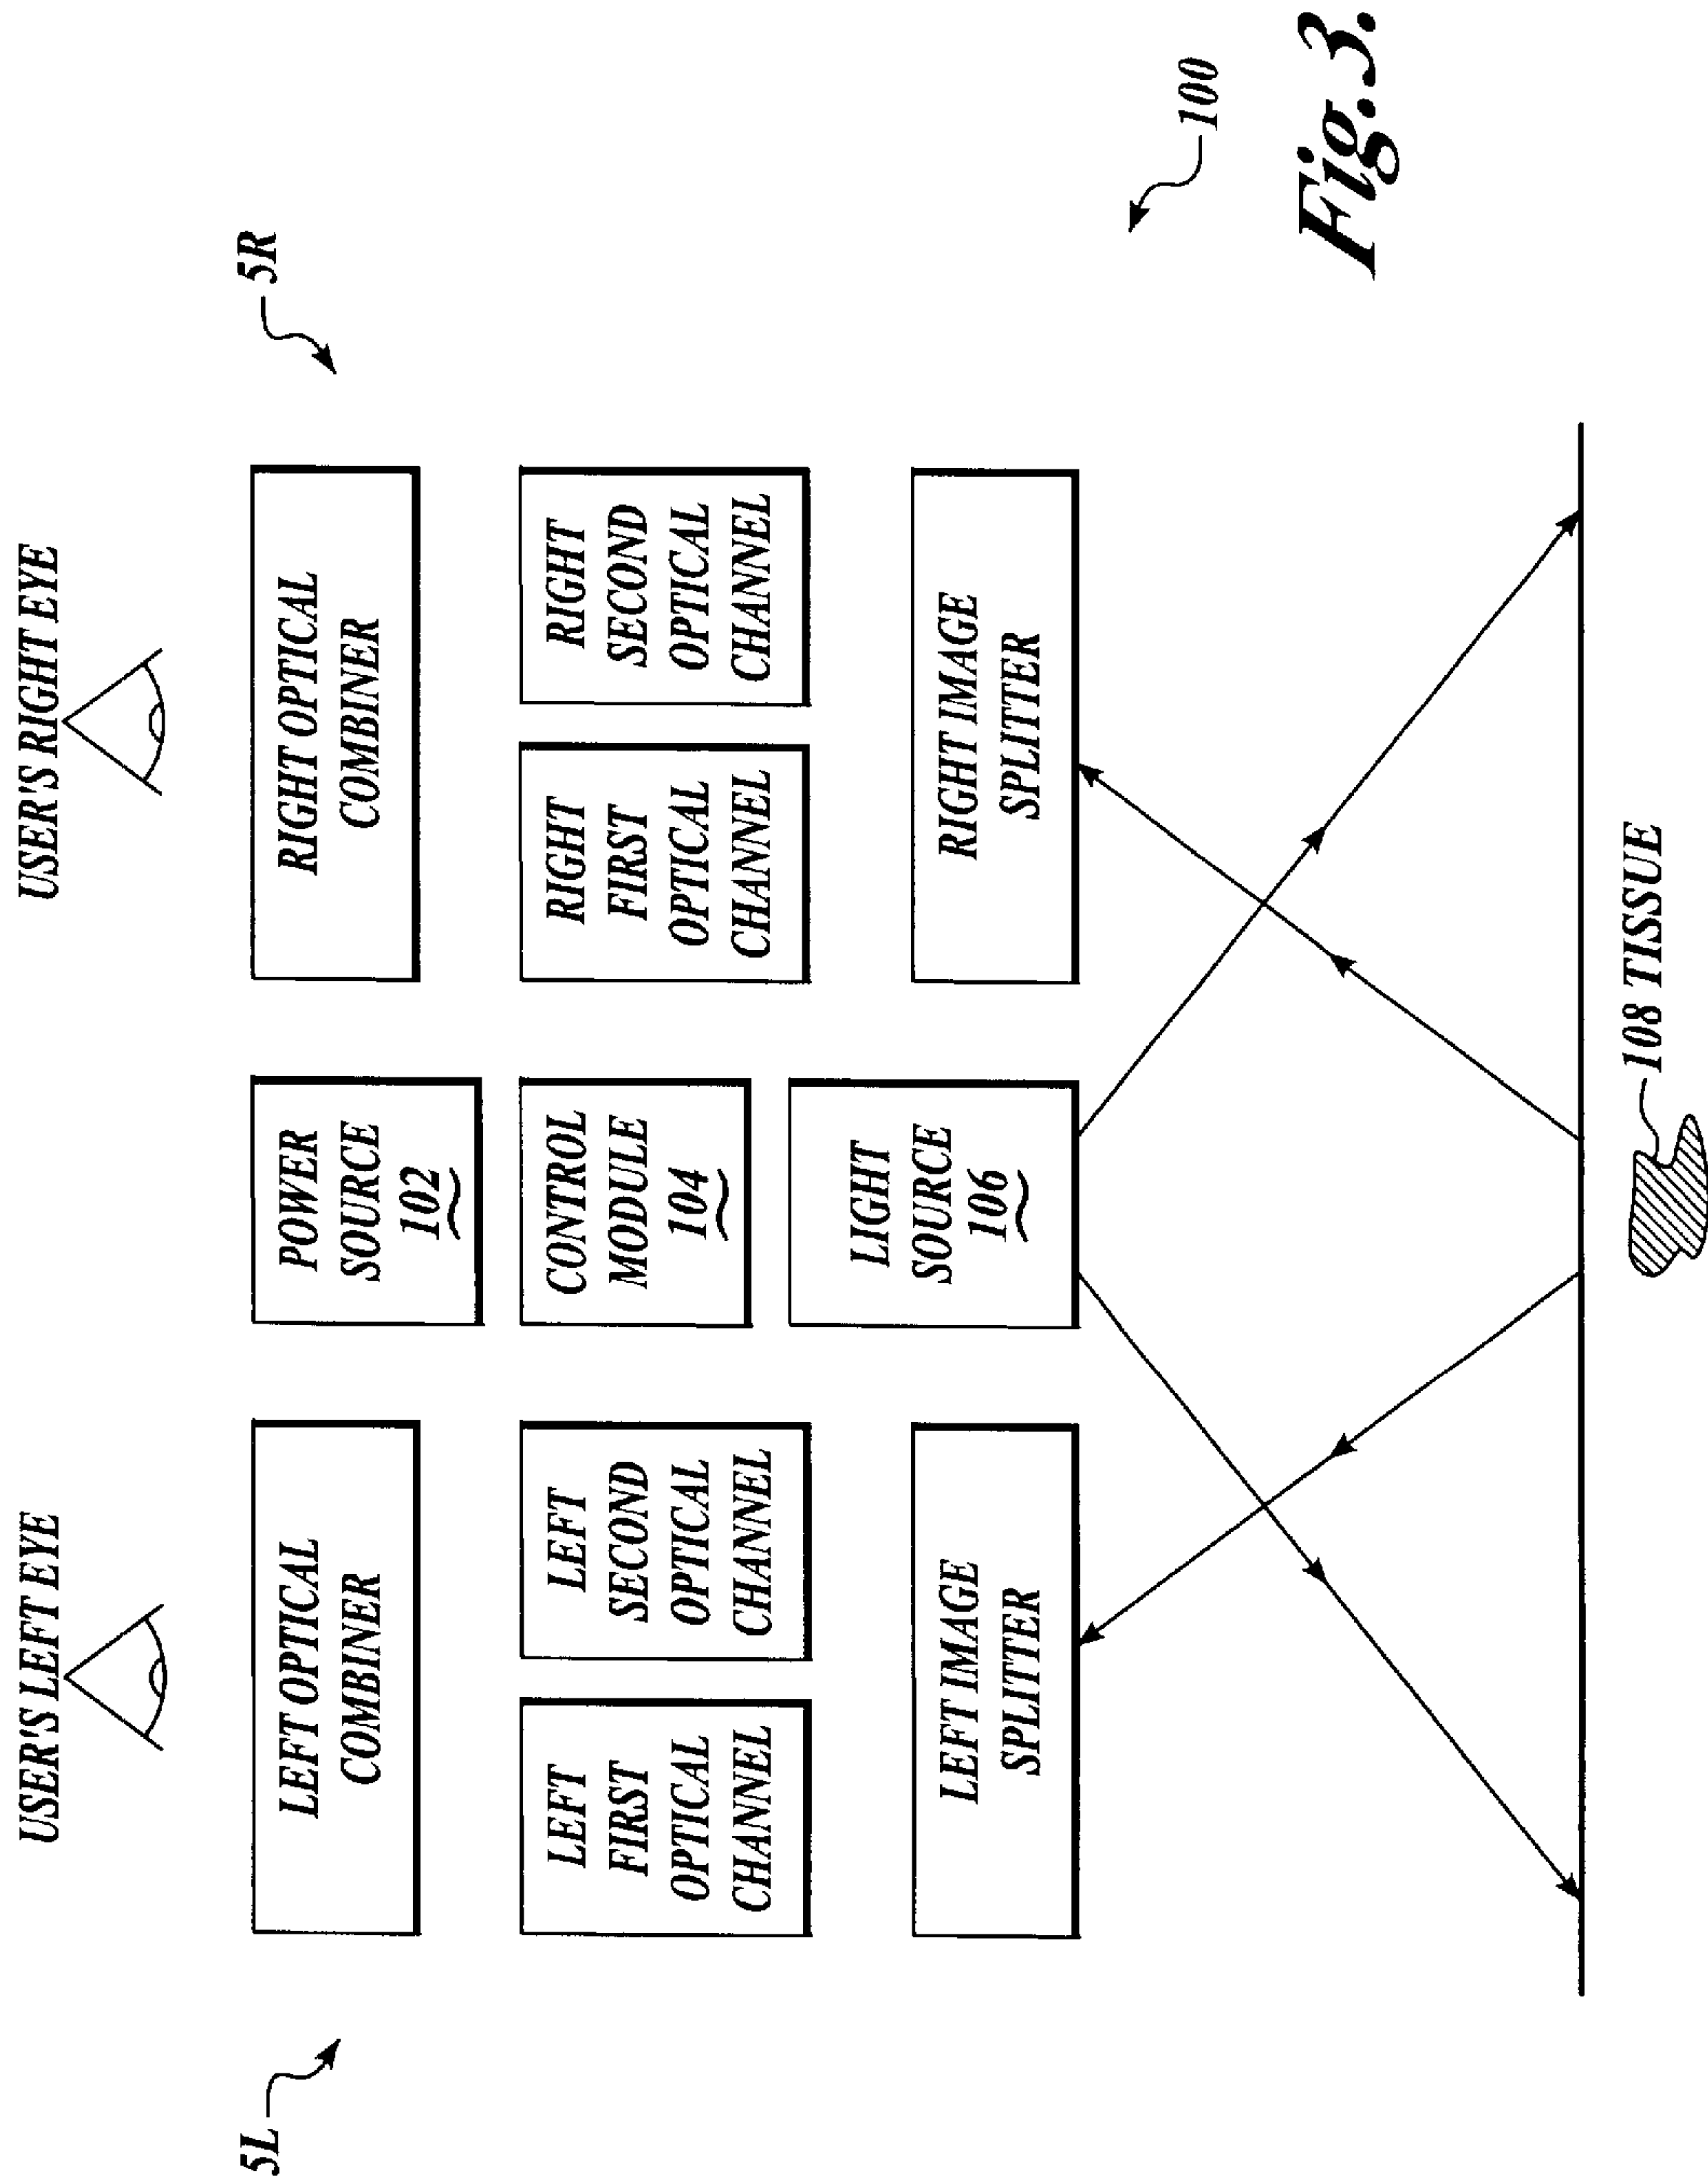 USER'S LEFT EYE
USER'S RIGHT EYE
5L
5R
LEFT OPTICAL
COMBINER
POWER
SOURCE
102
RIGHT OPTICAL
COMBINER
LEFT
FIRST
OPTICAL
CHANNEL
LEFT
SECOND
OPTICAL
CHANNEL
CONTROL
MODULE
104
RIGHT
FIRST
OPTICAL
CHANNEL
RIGHT
SECOND
OPTICAL
CHANNEL
LEFT IMAGE
SPLITTER
LIGHT
SOURCE
106
RIGHT IMAGE
SPLITTER
100
108 TISSUE
Fig.3.